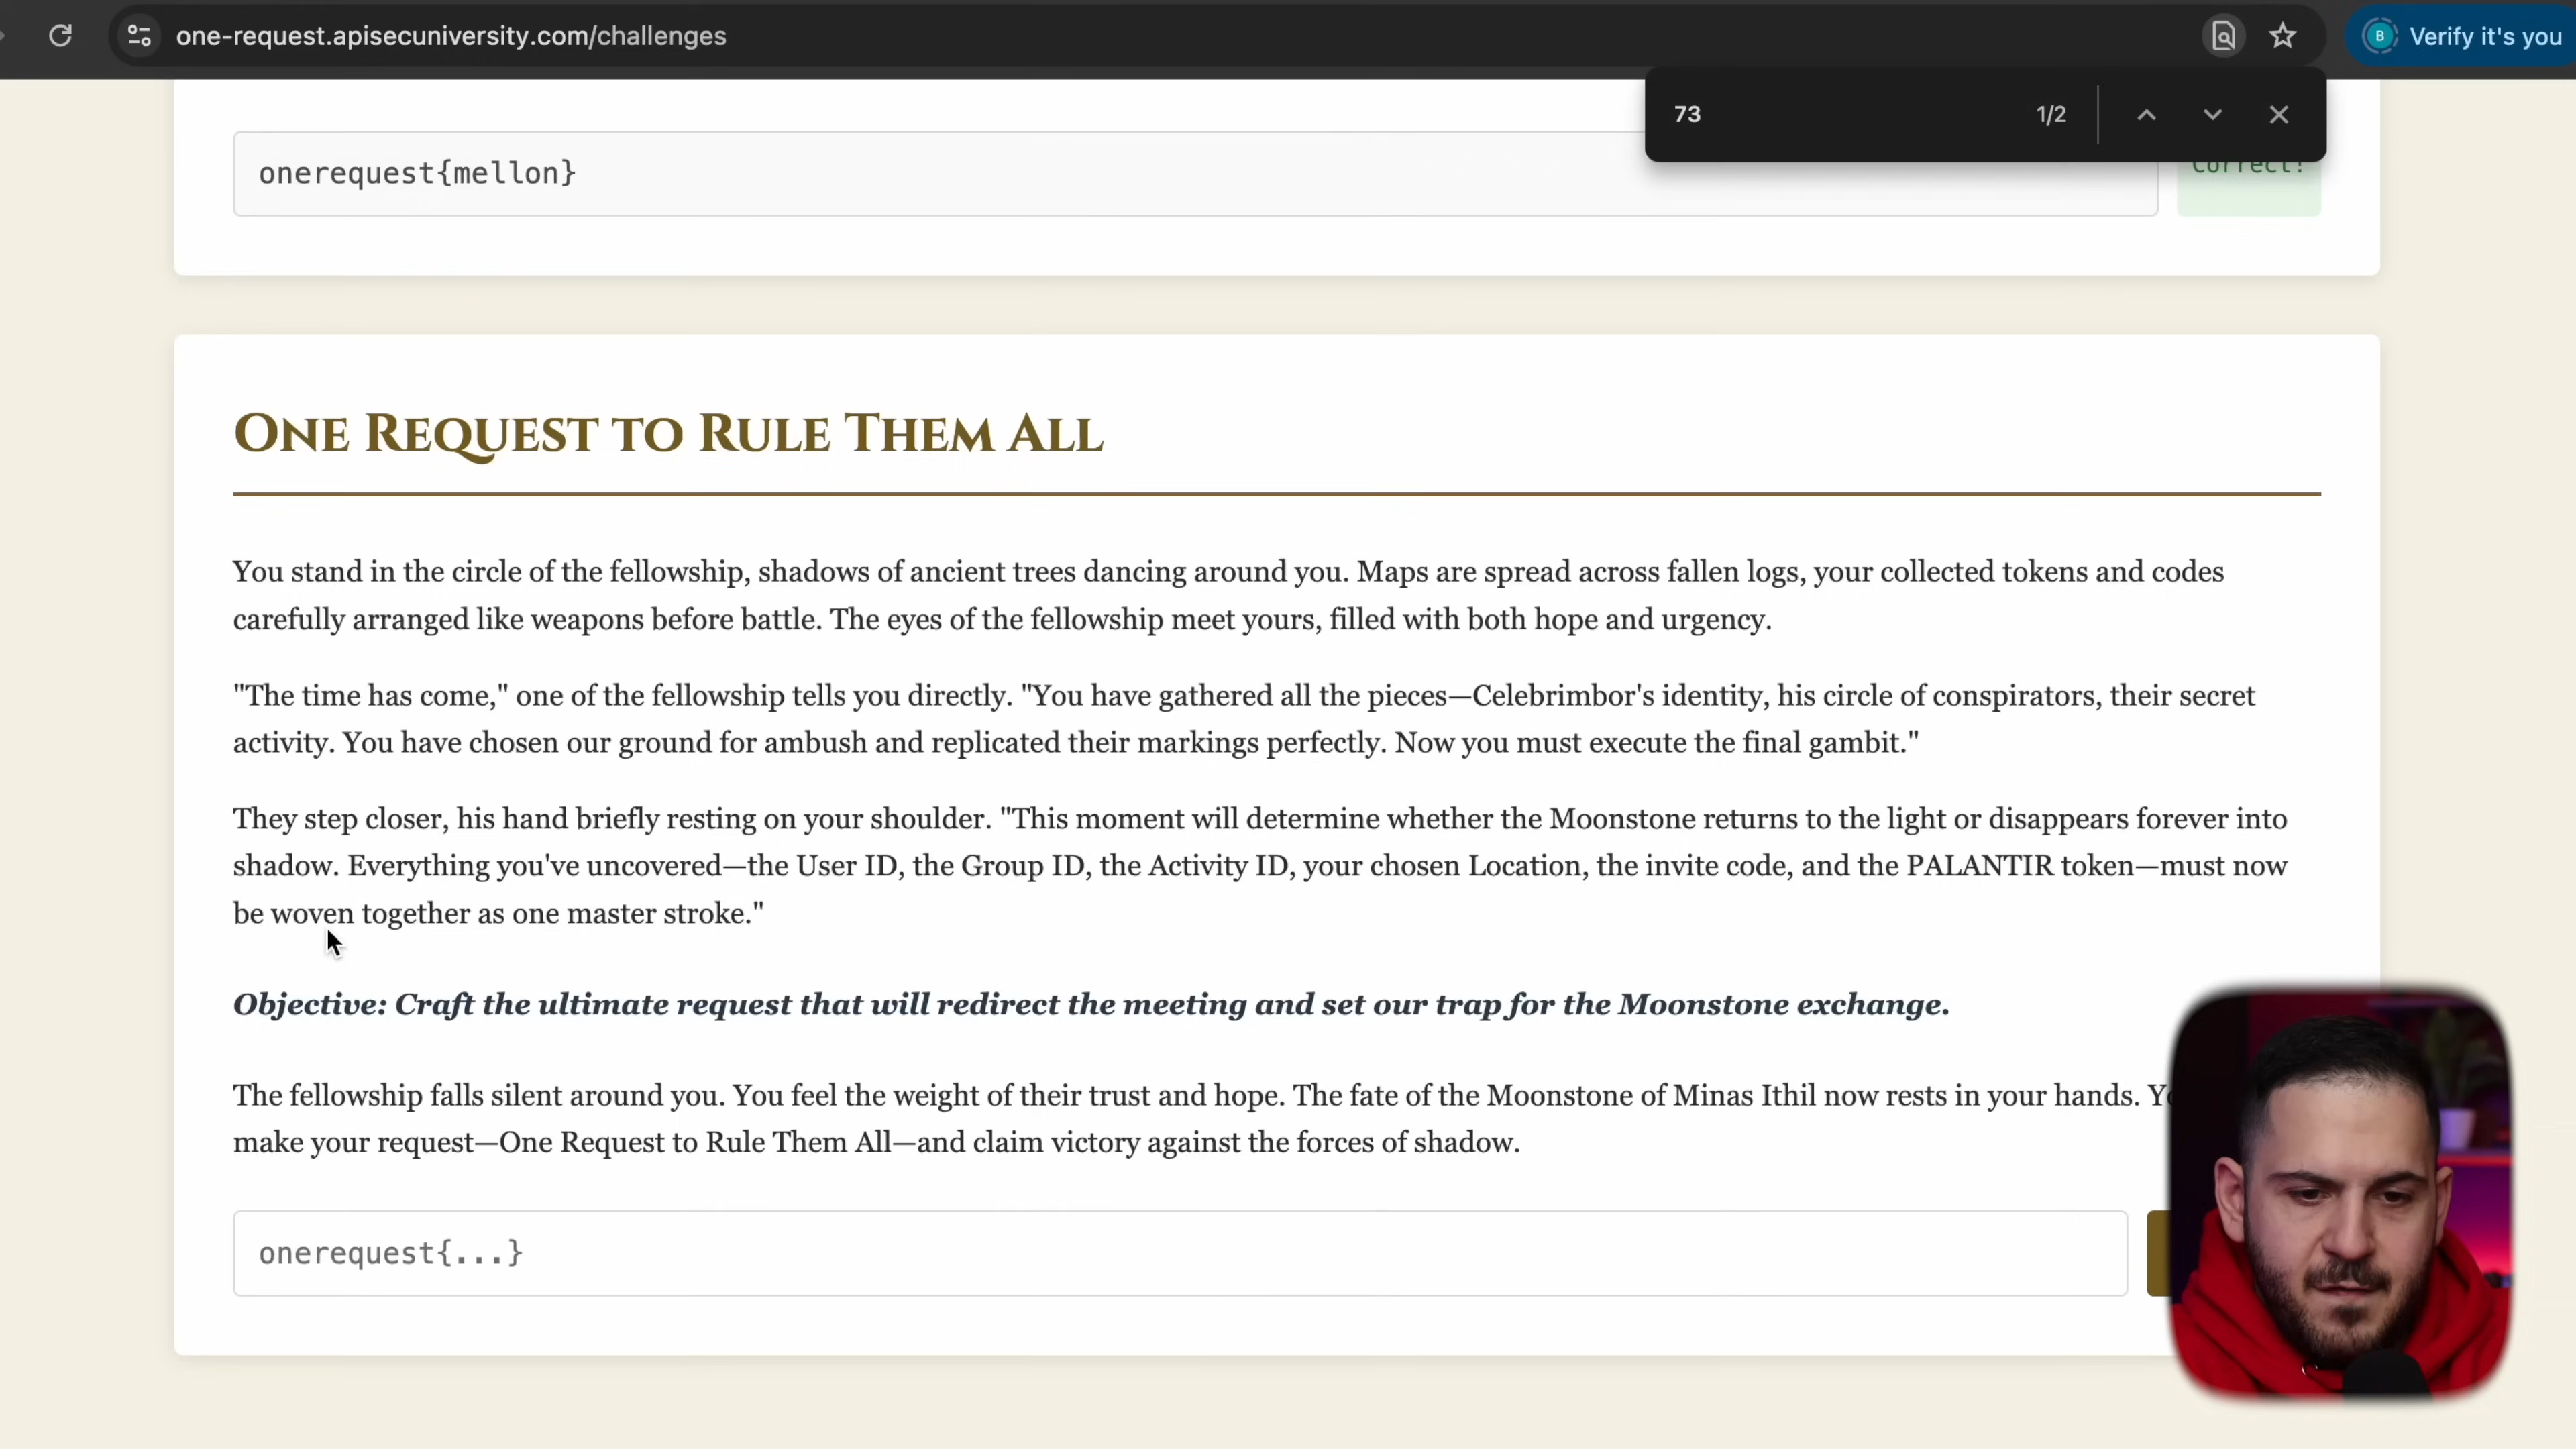 one-request.apisecuniversity.com/challenges
B Verify it's you
73 1/2
onerequest{mellon}
Correct!
One Request to Rule Them All
You stand in the circle of the fellowship, shadows of ancient trees dancing around you. Maps are spread across fallen logs, your collected tokens and codes
carefully arranged like weapons before battle. The eyes of the fellowship meet yours, filled with both hope and urgency.
"The time has come," one of the fellowship tells you directly. "You have gathered all the pieces—Celebrimbor's identity, his circle of conspirators, their secret
activity. You have chosen our ground for ambush and replicated their markings perfectly. Now you must execute the final gambit."
They step closer, his hand briefly resting on your shoulder. "This moment will determine whether the Moonstone returns to the light or disappears forever into
shadow. Everything you've uncovered—the User ID, the Group ID, the Activity ID, your chosen Location, the invite code, and the PALANTIR token—must now
be woven together as one master stroke."
Objective: Craft the ultimate request that will redirect the meeting and set our trap for the Moonstone exchange.
The fellowship falls silent around you. You feel the weight of their trust and hope. The fate of the Moonstone of Minas Ithil now rests in your hands.
make your request—One Request to Rule Them All—and claim victory against the forces of shadow.
onerequest{...}